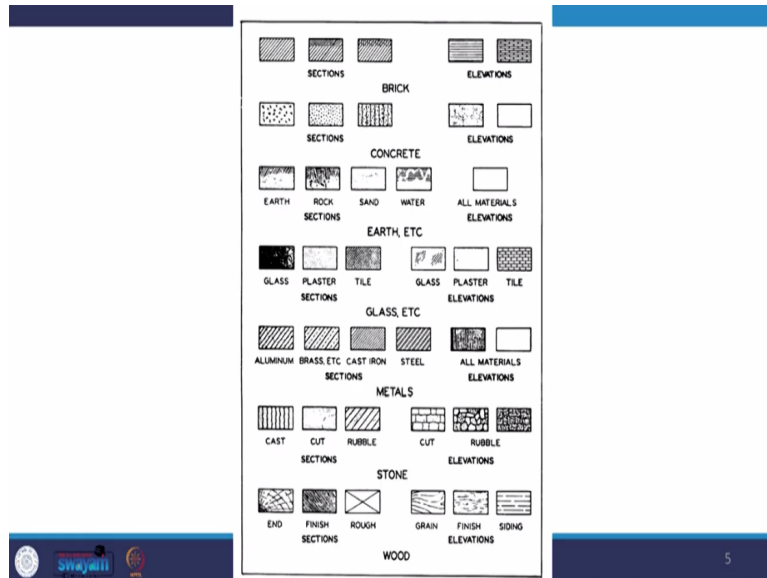 SECTIONS ELEVATIONS
BRICK
SECTIONS ELEVATIONS
CONCRETE
EARTH ROCK SAND WATER ALL MATERIALS
SECTIONS ELEVATIONS
EARTH, ETC
GLASS PLASTER TILE GLASS PLASTER TILE
SECTIONS ELEVATIONS
GLASS, ETC
ALUMINUM BRASS, ETC CAST IRON STEEL ALL MATERIALS
SECTIONS ELEVATIONS
METALS
CAST CUT RUBBLE CUT RUBBLE
SECTIONS ELEVATIONS
STONE
END FINISH ROUGH GRAIN FINISH SIDING
SECTIONS ELEVATIONS
WOOD
swayam 5